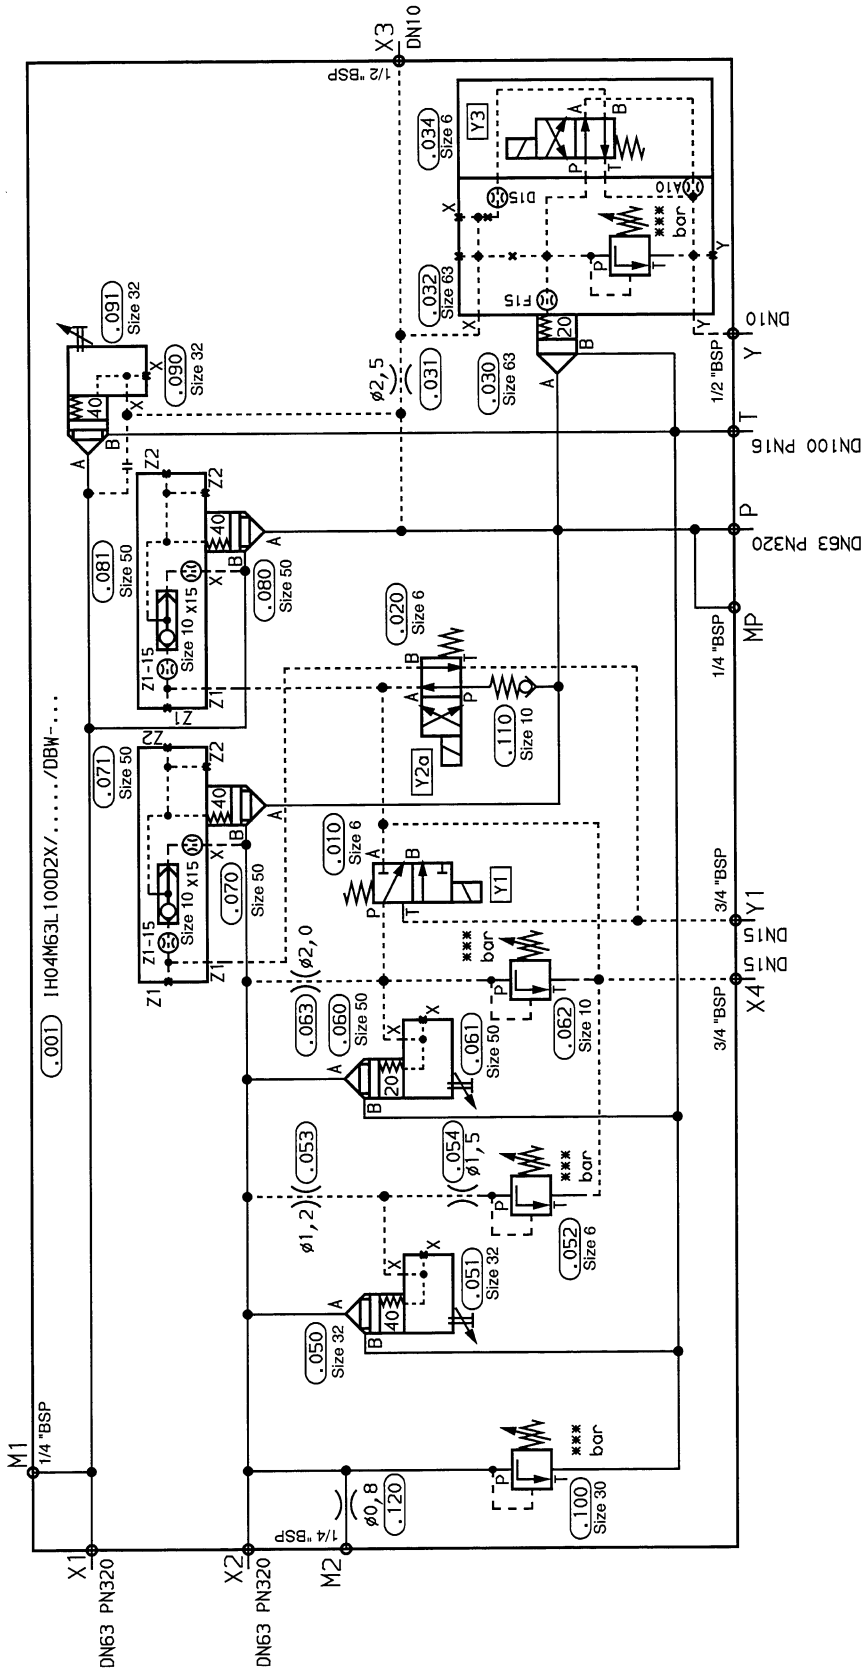 .001 IH04M63L100D2X/...../DBW-...
M1
1/4 "BSP
X1
DN63 PN320
X2
DN63 PN320
M2
1/4 "BSP
ø0,8
.120
.100
Size 30
P
T
***
bar
.050
Size 32
A
B
40
X
X
.051
Size 32
ø1,2
.053
.054
ø1,5
.052
Size 6
P
T
***
bar
.063
ø2,0
.060
Size 50
A
B
20
X
X
.061
Size 50
.062
Size 10
P
T
***
bar
.010
Size 6
P
A
T
B
Y1
.070
Size 50
.071
Size 50
Z1
Z1
Z1-15
Size 10
X15
X
Z2
Z2
40
B
A
.080
Size 50
.081
Size 50
Z1
Z1
Z1-15
Size 10
X15
X
Z2
Z2
40
B
A
.020
Size 6
A
B
P
T
Y2a
.110
Size 10
.090
Size 32
.091
Size 32
A
B
40
X
X
ø2,5
.031
.030
Size 63
A
B
20
F15
.032
Size 63
X
X
D15
A10
P
T
***
bar
Y
Y
.034
Size 6
Y3
P
A
T
B
X3
DN10
1/2 "BSP
X4
DN15
3/4 "BSP
Y1
DN15
3/4 "BSP
MP
1/4 "BSP
P
DN63 PN320
T
DN100 PN16
Y
DN10
1/2 "BSP